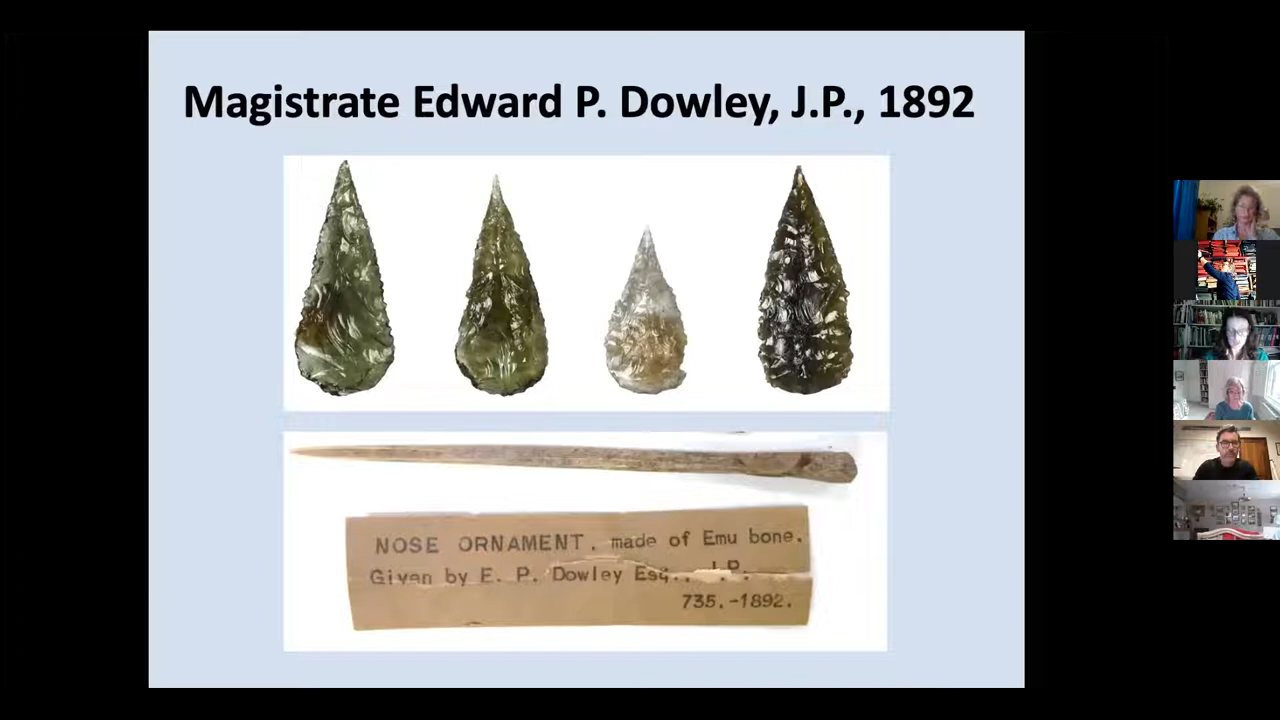 Magistrate Edward P. Dowley, J.P., 1892
NOSE ORNAMENT, made of Emu bone.
Given by E. P. Dowley Esq., J.P.
735.-1892.